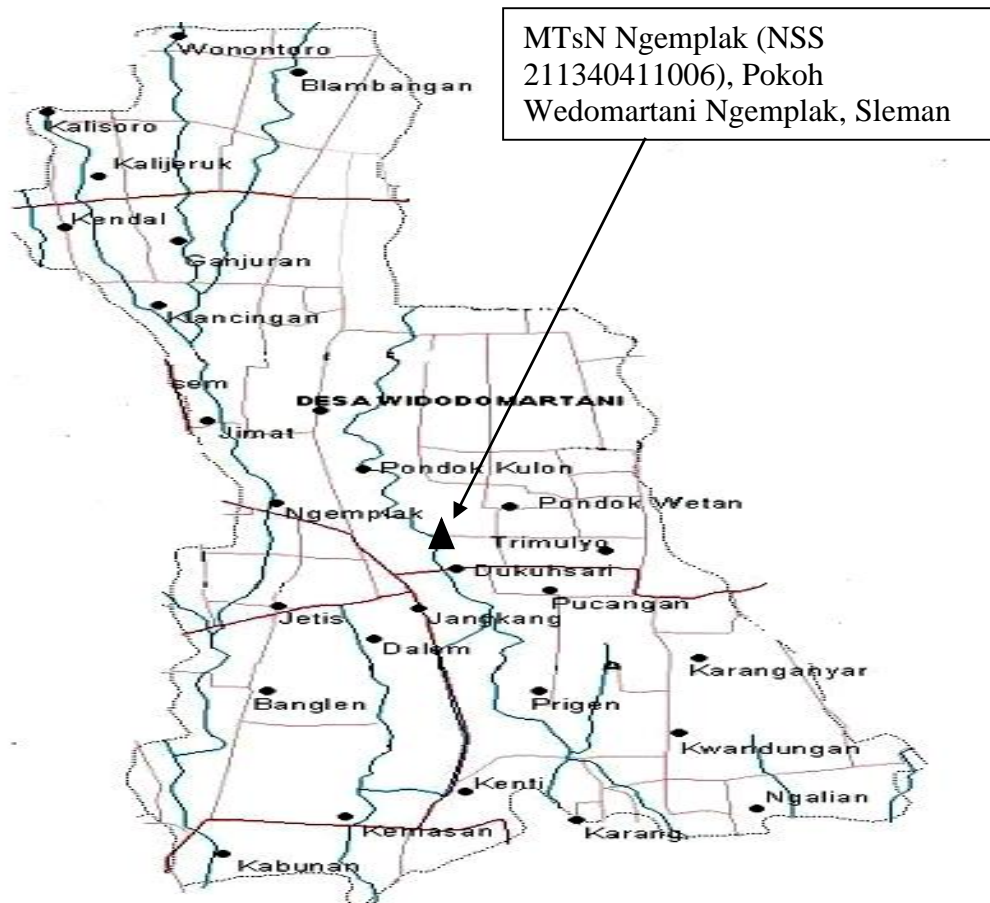 MTsN Ngemplak (NSS
211340411006), Pokoh
Wedomartani Ngemplak, Sleman
Wonontoro
Blambangan
Kalisoro
Kalijeruk
Kendal
Ganjuran
Klancingan
sem
DESA WIDODOMARTANI
Jimat
Pondok Kulon
Ngemplak
Pondok Wetan
Trimulyo
Dukuhsari
Pucangan
Jetis
Jangkang
Dalem
Karanganyar
Banglen
Prigen
Kwandungan
Kenti
Ngalian
Kemasan
Karang
Kabunan